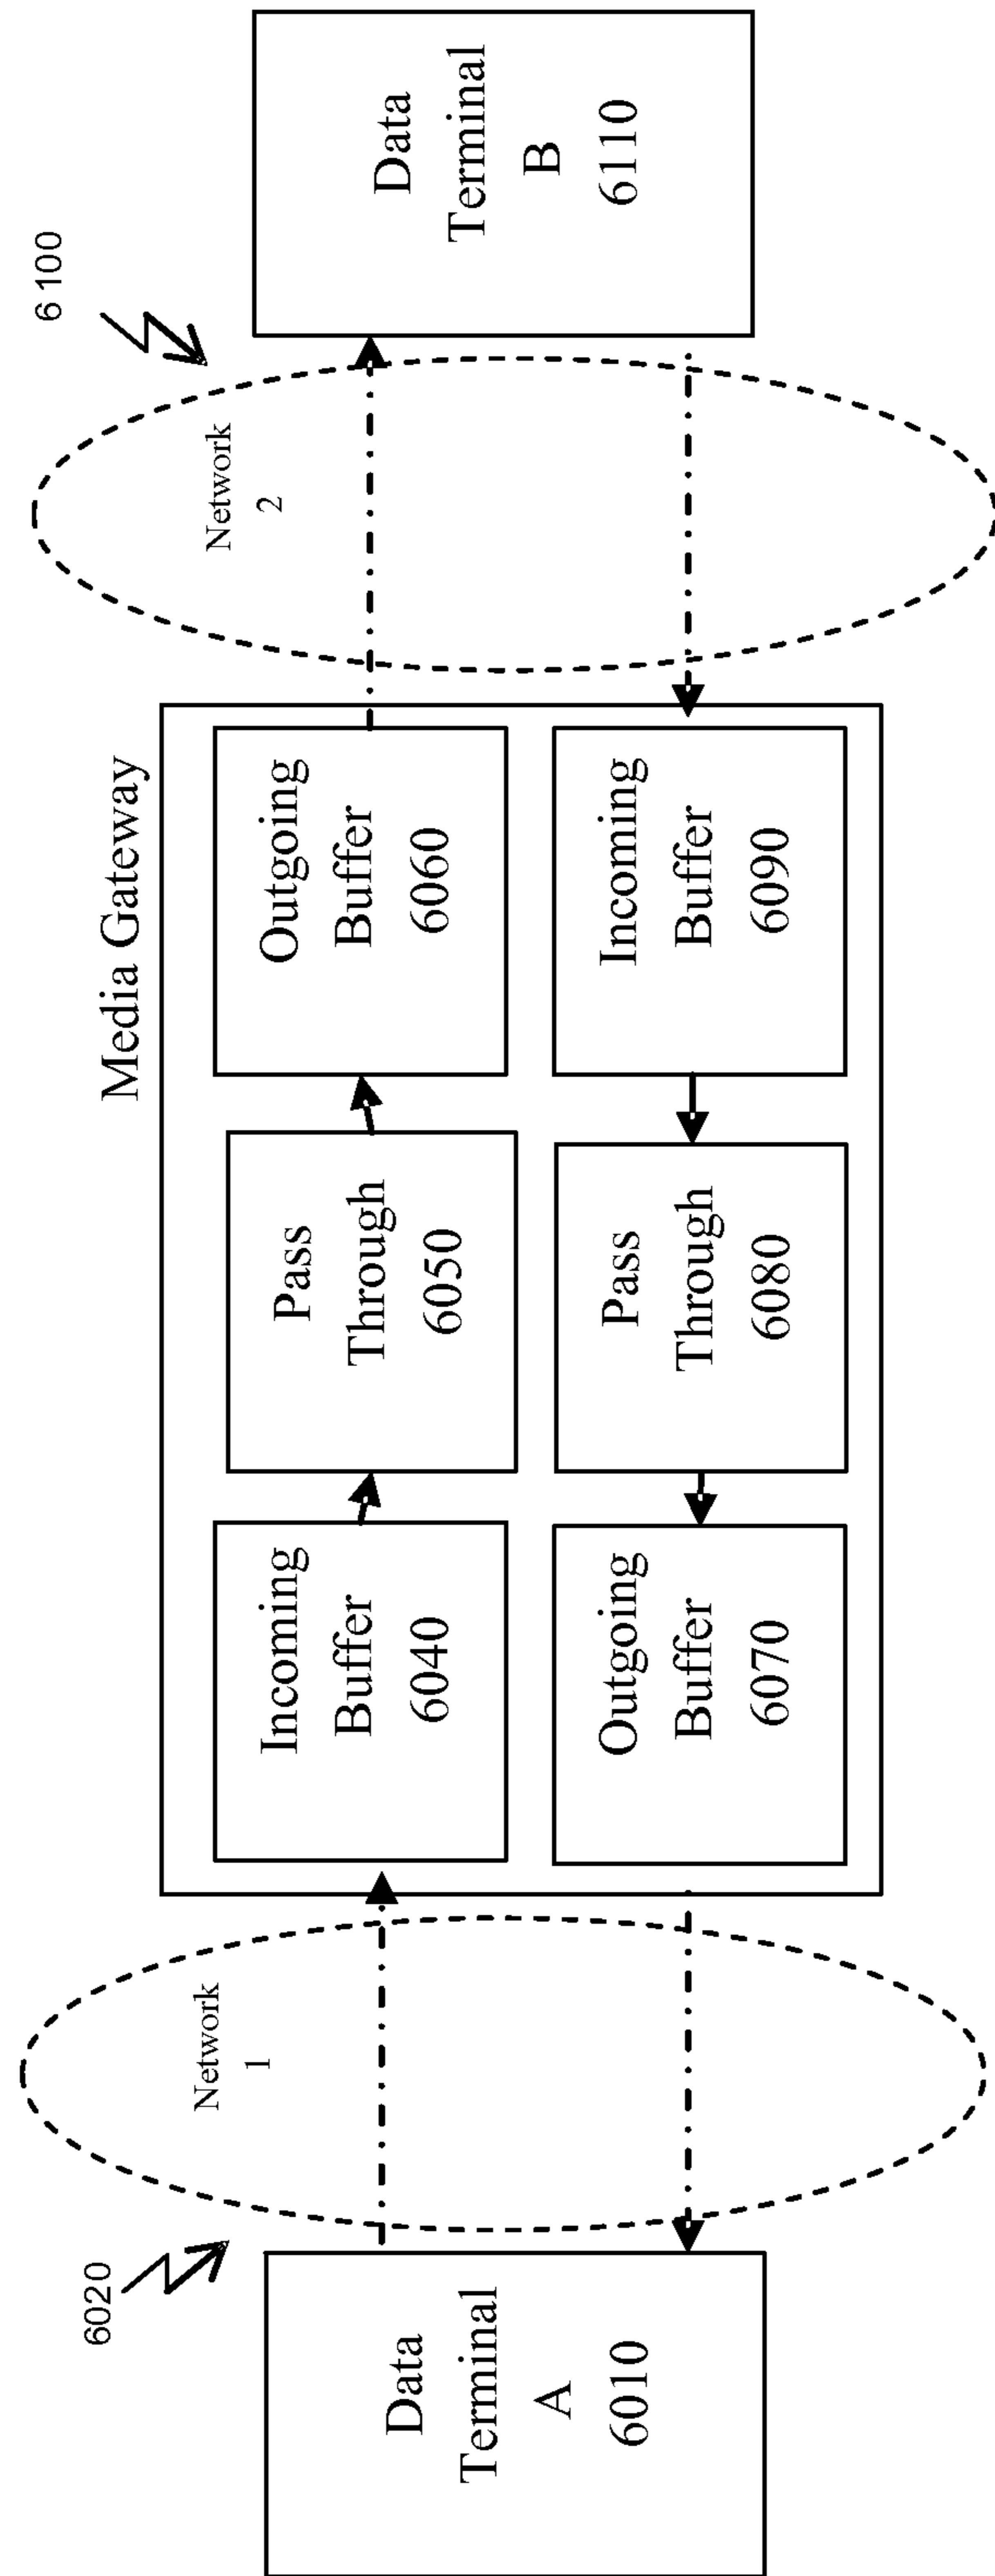 6020
6100
Network
1
Network
2
Media Gateway
Data
Terminal
A
6010
Incoming
Buffer
6040
Pass
Through
6050
Outgoing
Buffer
6060
Data
Terminal
B
6110
Outgoing
Buffer
6070
Pass
Through
6080
Incoming
Buffer
6090